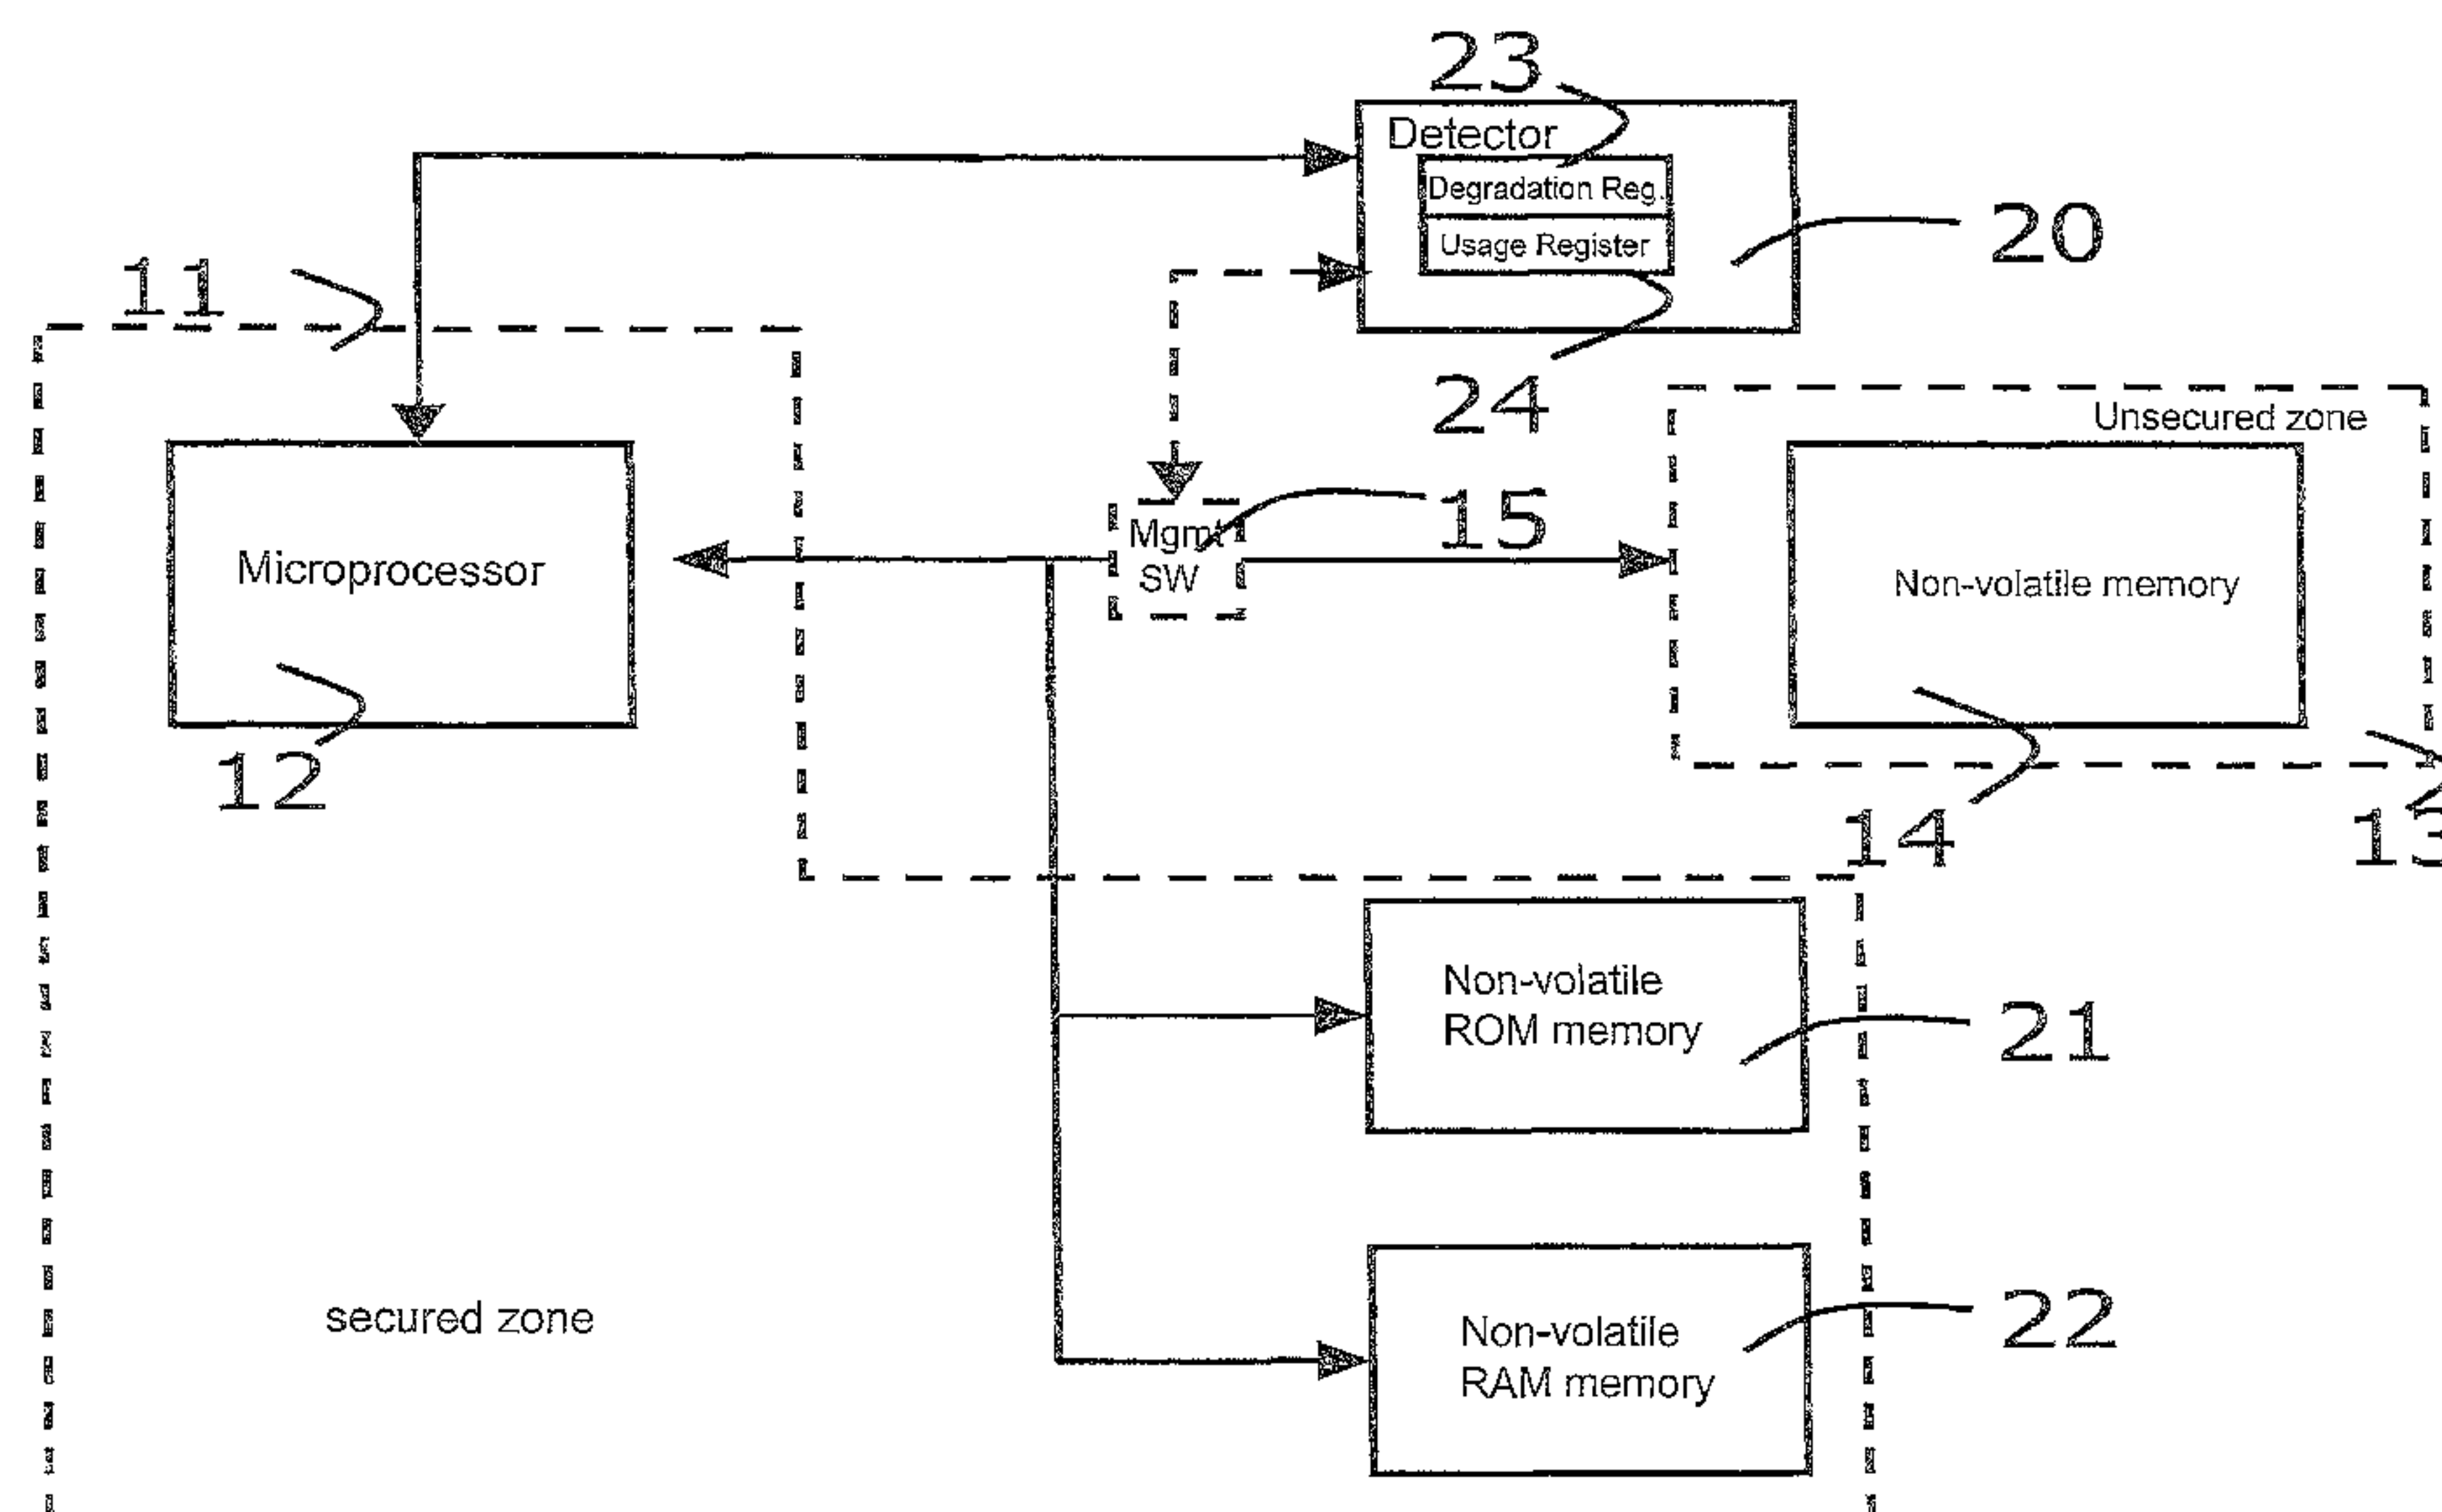 23
Detector
Degradation Reg.
20
Usage Register
11
24
Unsecured zone
Mgmt
SW
15
Microprocessor
Non-volatile memory
12
14
13
Non-volatile
ROM memory
21
secured zone
Non-volatile
RAM memory
22